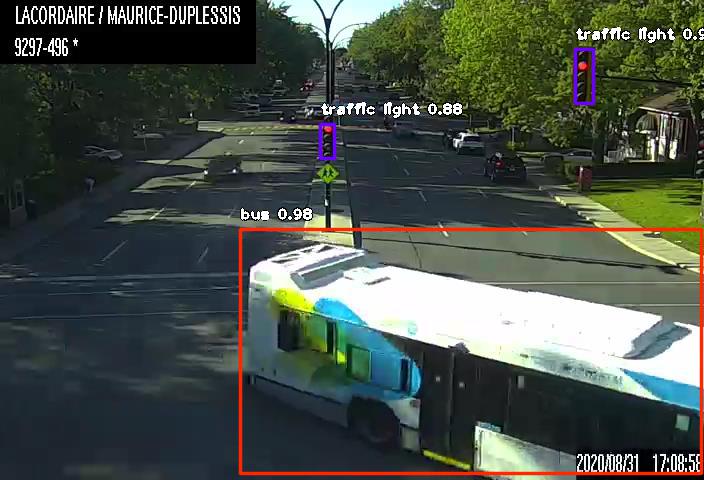 LACORDAIRE / MAURICE-DUPLESSIS
9297-496 *
traffic light 0.9
traffic light 0.88
bus 0.98
2020/08/31 17:08:58